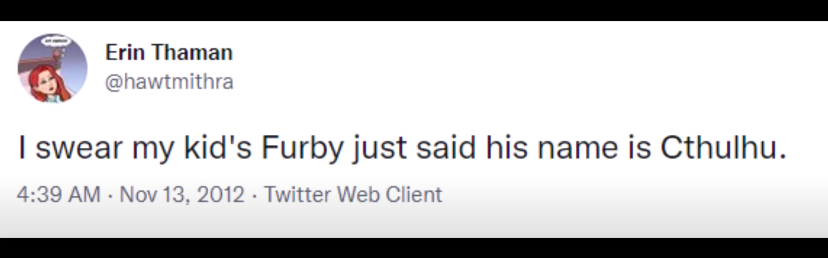 Erin Thaman
@hawtmithra
I swear my kid's Furby just said his name is Cthulhu.
4:39 AM · Nov 13, 2012 · Twitter Web Client